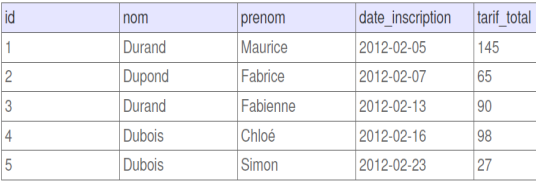 id nom prenom date_inscription tarif_total
1 Durand Maurice 2012-02-05 145
2 Dupond Fabrice 2012-02-07 65
3 Durand Fabienne 2012-02-13 90
4 Dubois Chloé 2012-02-16 98
5 Dubois Simon 2012-02-23 27